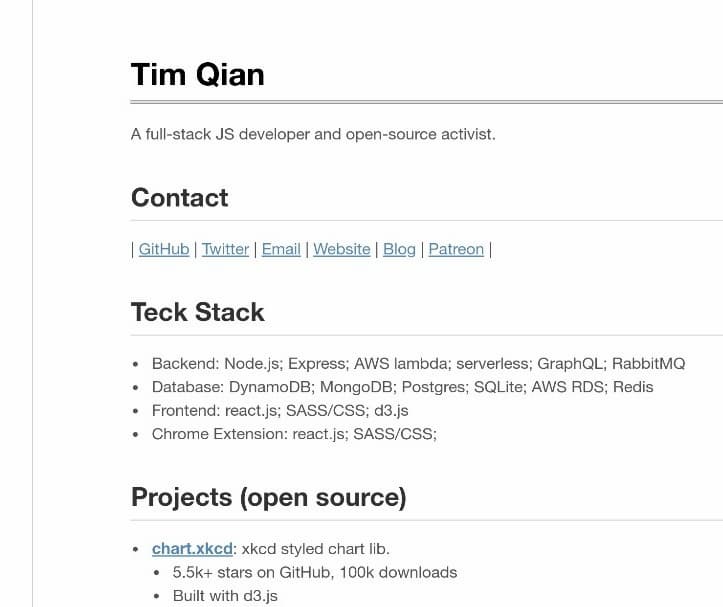 Tim Qian
A full-stack JS developer and open-source activist.
Contact
| GitHub | Twitter | Email | Website | Blog | Patreon |
Teck Stack
• Backend: Node.js; Express; AWS lambda; serverless; GraphQL; RabbitMQ
• Database: DynamoDB; MongoDB; Postgres; SQLite; AWS RDS; Redis
• Frontend: react.js; SASS/CSS; d3.js
• Chrome Extension: react.js; SASS/CSS;
Projects (open source)
• chart.xkcd: xkcd styled chart lib.
• 5.5k+ stars on GitHub, 100k downloads
• Built with d3.js